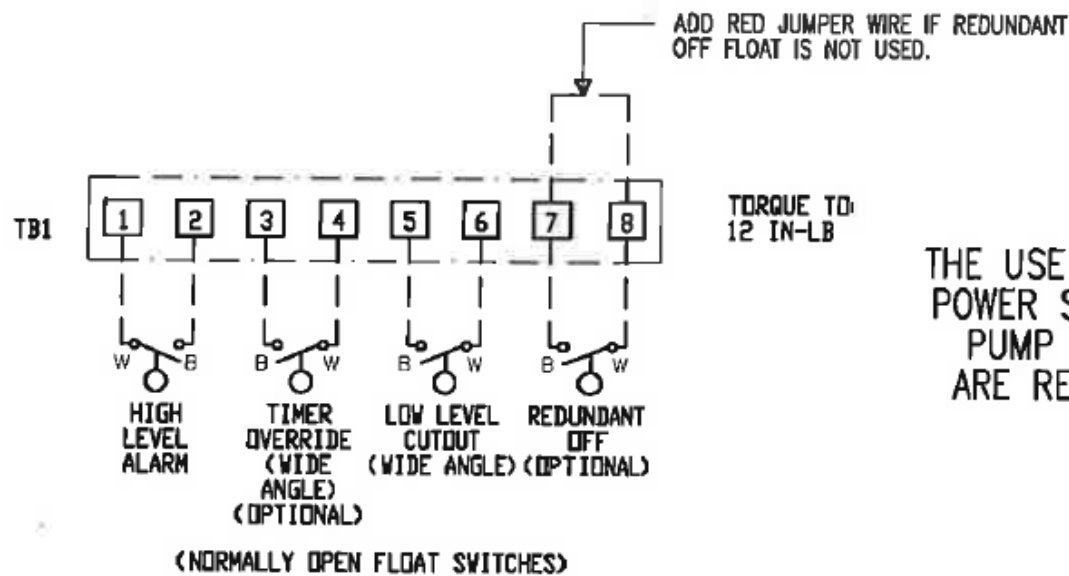 ADD RED JUMPER WIRE IF REDUNDANT
OFF FLOAT IS NOT USED.
TB1
1 2 3 4 5 6 7 8
TORQUE TO:
12 IN-LB
THE USE
POWER S
PUMP
ARE RE
W B B W B W B W
HIGH
LEVEL
ALARM
TIMER
OVERRIDE
(WIDE
ANGLE)
(OPTIONAL)
LOW LEVEL
CUTOUT
(WIDE ANGLE)
REDUNDANT
OFF
(OPTIONAL)
(NORMALLY OPEN FLOAT SWITCHES)